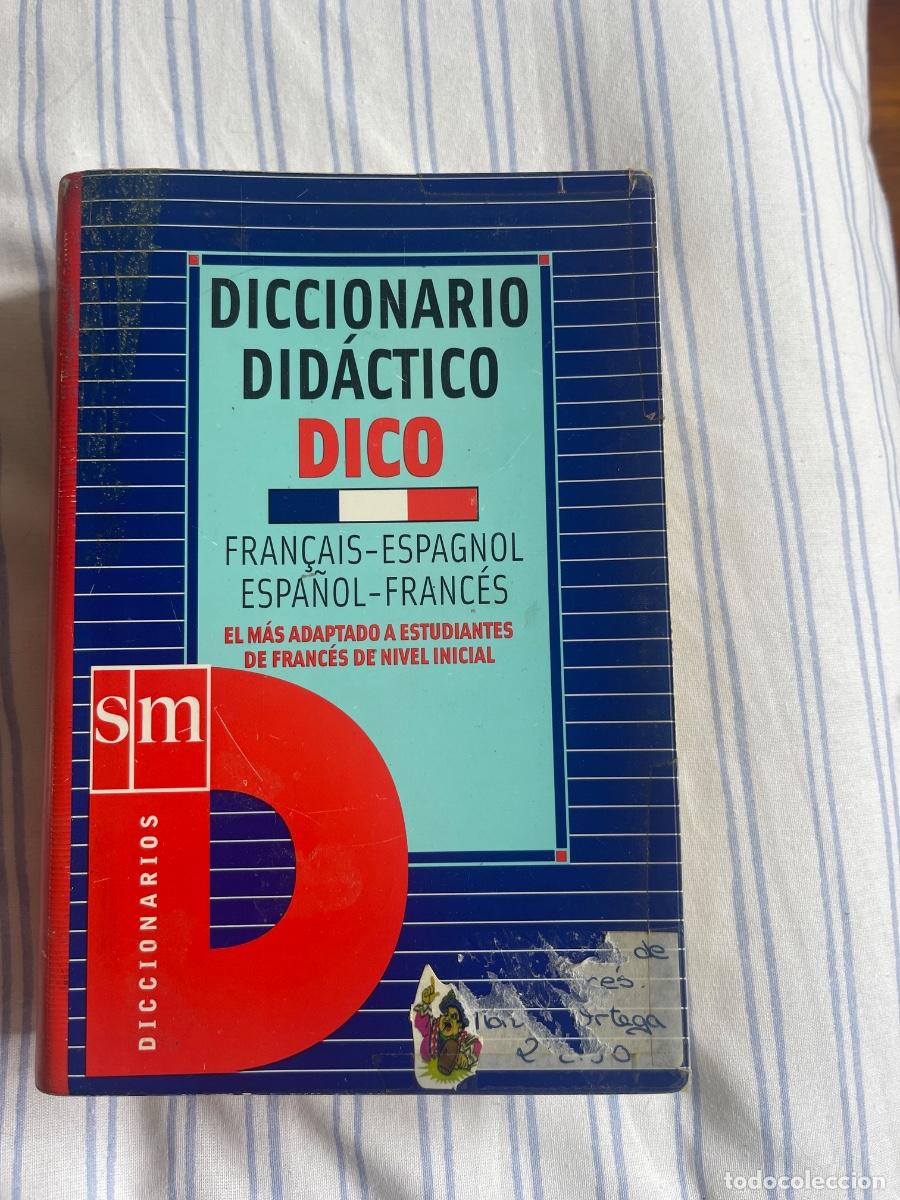 DICCIONARIO
DIDÁCTICO
DICO
FRANÇAIS-ESPAGNOL
ESPAÑOL-FRANCÉS
EL MÁS ADAPTADO A ESTUDIANTES
DE FRANCÉS DE NIVEL INICIAL
sm
DICCIONARIOS
de
Ortega
todocoleccion